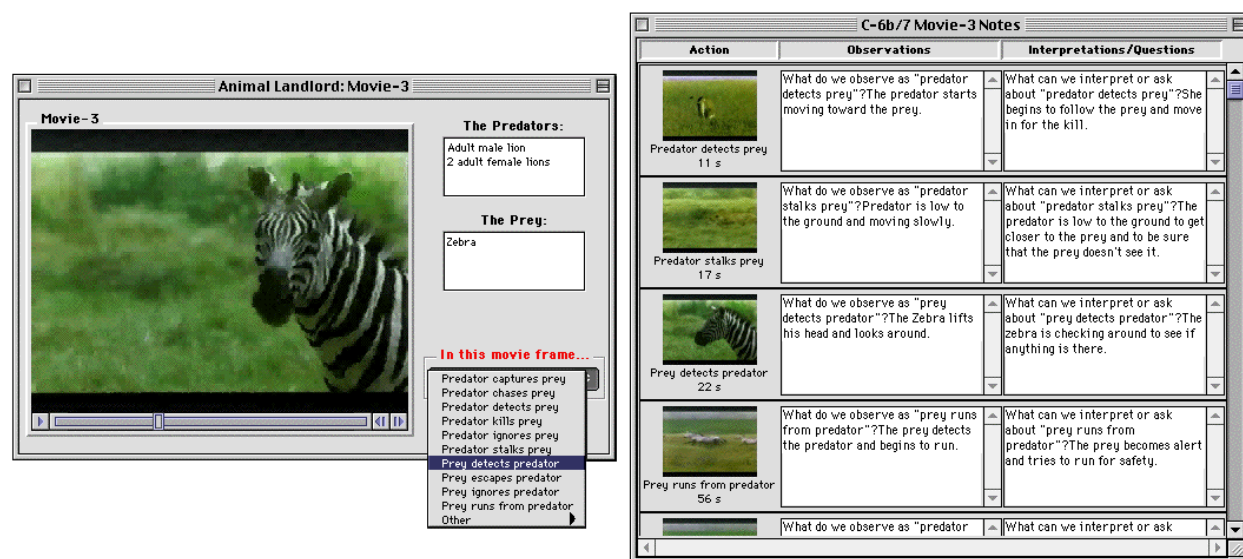 Animal Landlord: Movie-3
Movie-3
The Predators:
Adult male lion
2 adult female lions
The Prey:
Zebra
In this movie frame...
Predator captures prey
Predator chases prey
Predator detects prey
Predator kills prey
Predator ignores prey
Predator stalks prey
Prey detects predator
Prey escapes predator
Prey ignores predator
Prey runs from predator
Other
C-6b/7 Movie-3 Notes
Action
Observations
Interpretations/Questions
Predator detects prey
11 s
What do we observe as "predator
detects prey"?The predator starts
moving toward the prey.
What can we interpret or ask
about "predator detects prey"?She
begins to follow the prey and move
in for the kill.
Predator stalks prey
17 s
What do we observe as "predator
stalks prey"?Predator is low to
the ground and moving slowly.
What can we interpret or ask
about "predator stalks prey"?The
predator is low to the ground to get
closer to the prey and to be sure
that the prey doesn't see it.
Prey detects predator
22 s
What do we observe as "prey
detects predator"?The Zebra lifts
his head and looks around.
What can we interpret or ask
about "prey detects predator"?The
zebra is checking around to see if
anything is there.
Prey runs from predator
56 s
What do we observe as "prey runs
from predator"?The prey detects
the predator and begins to run.
What can we interpret or ask
about "prey runs from
predator"?The prey becomes alert
and tries to run for safety.
What do we observe as "predator
What can we interpret or ask